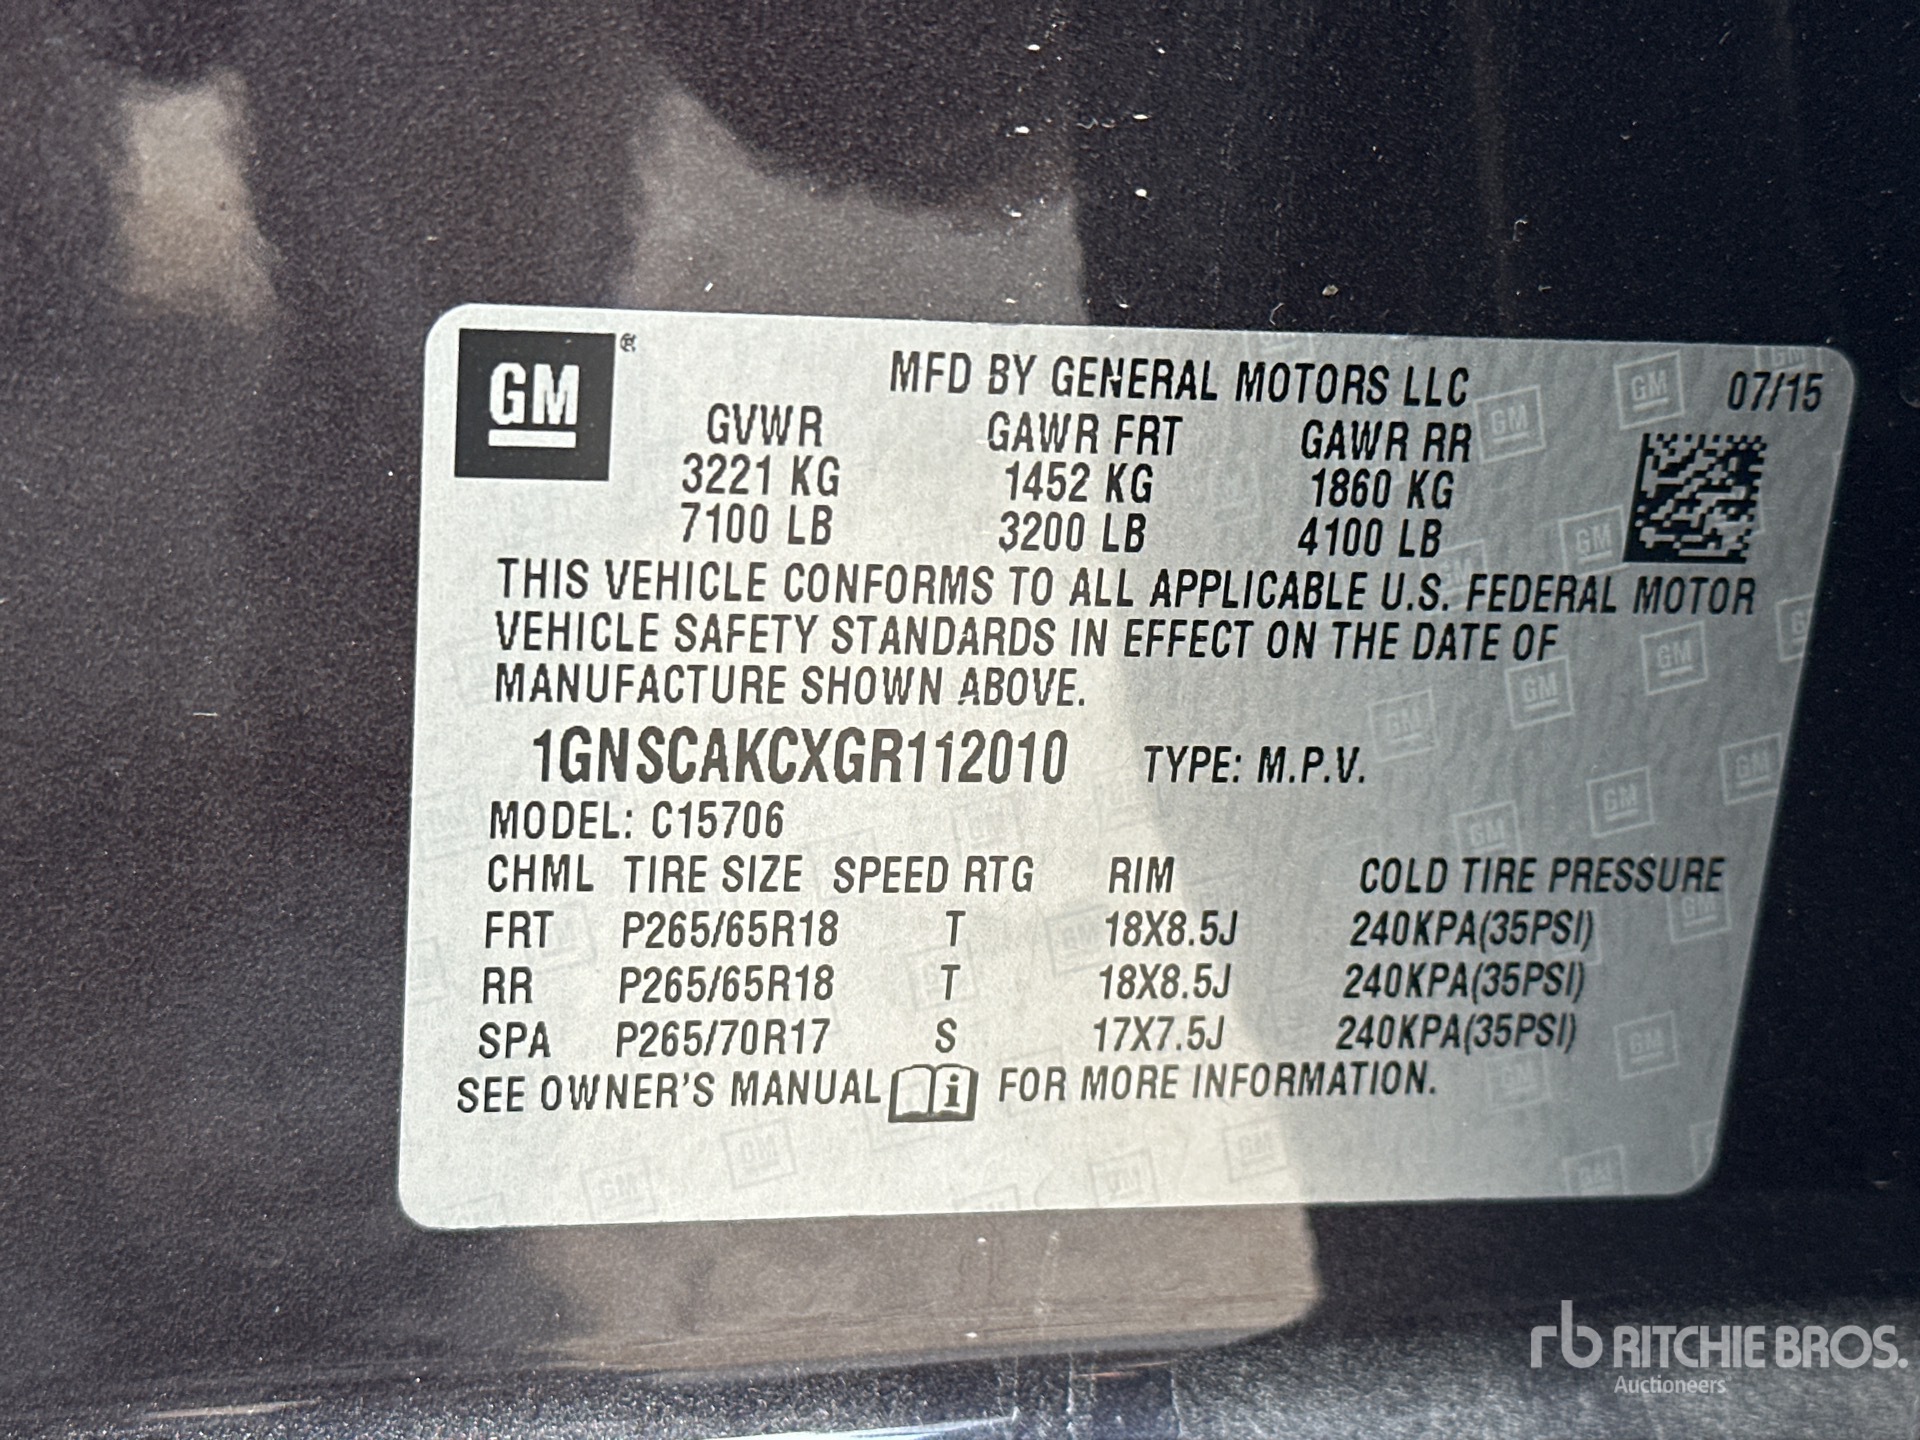 GM ®
MFD BY GENERAL MOTORS LLC 07/15
GVWR GAWR FRT GAWR RR
3221 KG 1452 KG 1860 KG
7100 LB 3200 LB 4100 LB
THIS VEHICLE CONFORMS TO ALL APPLICABLE U.S. FEDERAL MOTOR
VEHICLE SAFETY STANDARDS IN EFFECT ON THE DATE OF
MANUFACTURE SHOWN ABOVE.
1GNSCAKCXGR112010 TYPE: M.P.V.
MODEL: C15706
CHML TIRE SIZE SPEED RTG RIM COLD TIRE PRESSURE
FRT P265/65R18 T 18X8.5J 240KPA(35PSI)
RR P265/65R18 T 18X8.5J 240KPA(35PSI)
SPA P265/70R17 S 17X7.5J 240KPA(35PSI)
SEE OWNER'S MANUAL i FOR MORE INFORMATION.
rb RITCHIE BROS.
Auctioneers